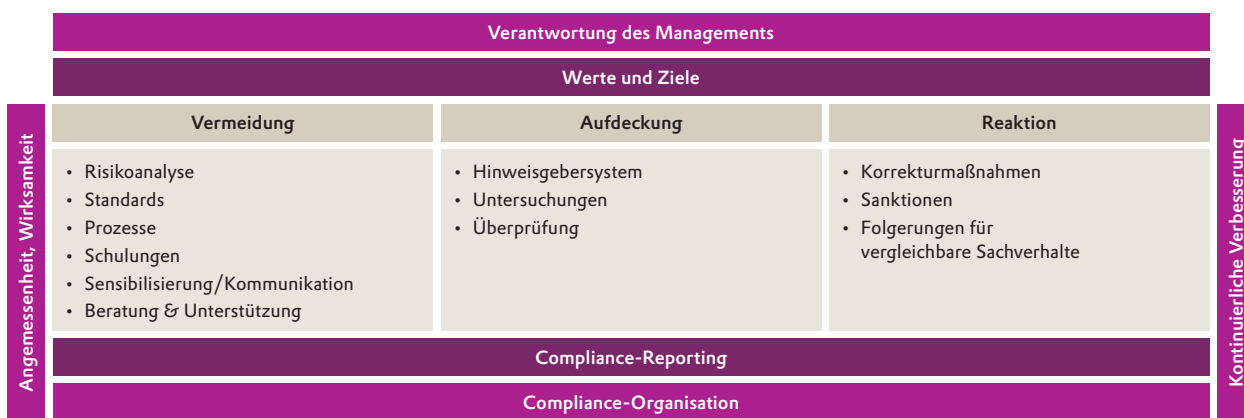 Verantwortung des Managements
Werte und Ziele
Angemessenheit, Wirksamkeit
Vermeidung
• Risikoanalyse
• Standards
• Prozesse
• Schulungen
• Sensibilisierung/Kommunikation
• Beratung & Unterstützung
Aufdeckung
• Hinweisgebersystem
• Untersuchungen
• Überprüfung
Reaktion
• Korrekturmaßnahmen
• Sanktionen
• Folgerungen für
vergleichbare Sachverhalte
Kontinuierliche Verbesserung
Compliance-Reporting
Compliance-Organisation